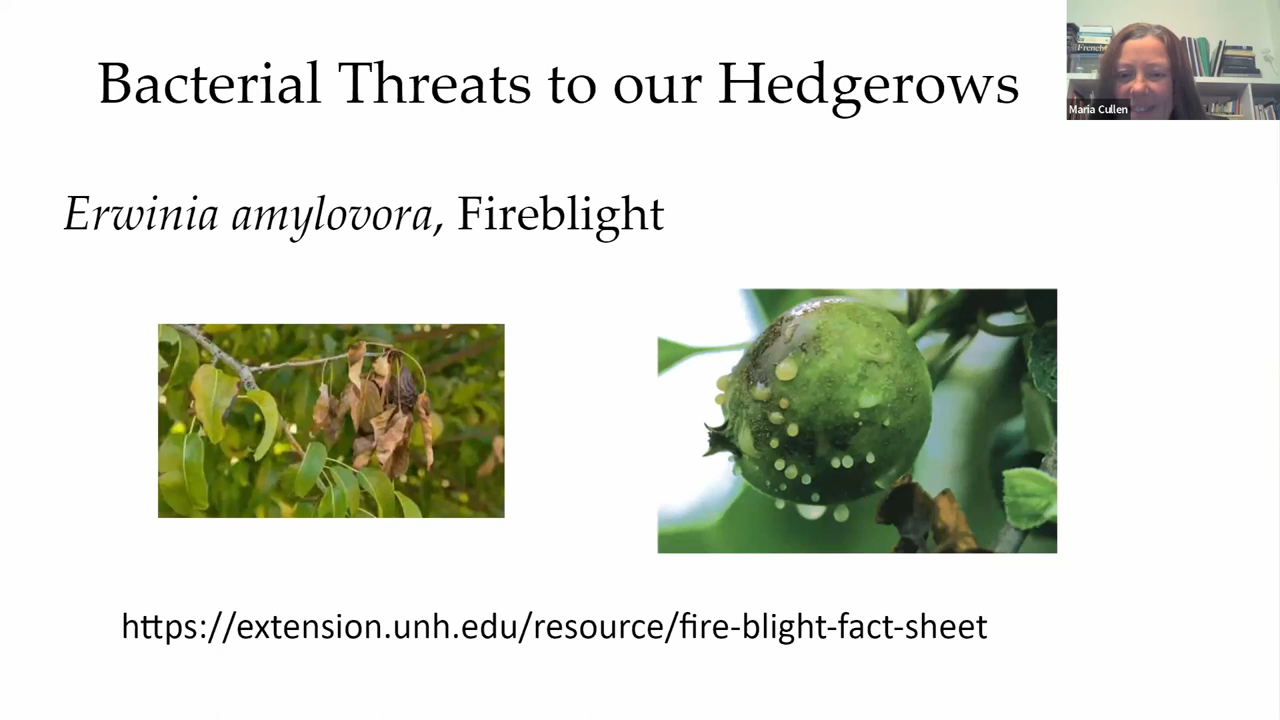 Bacterial Threats to our Hedgerows
French
Maria Cullen
Erwinia amylovora, Fireblight
https://extension.unh.edu/resource/fire-blight-fact-sheet